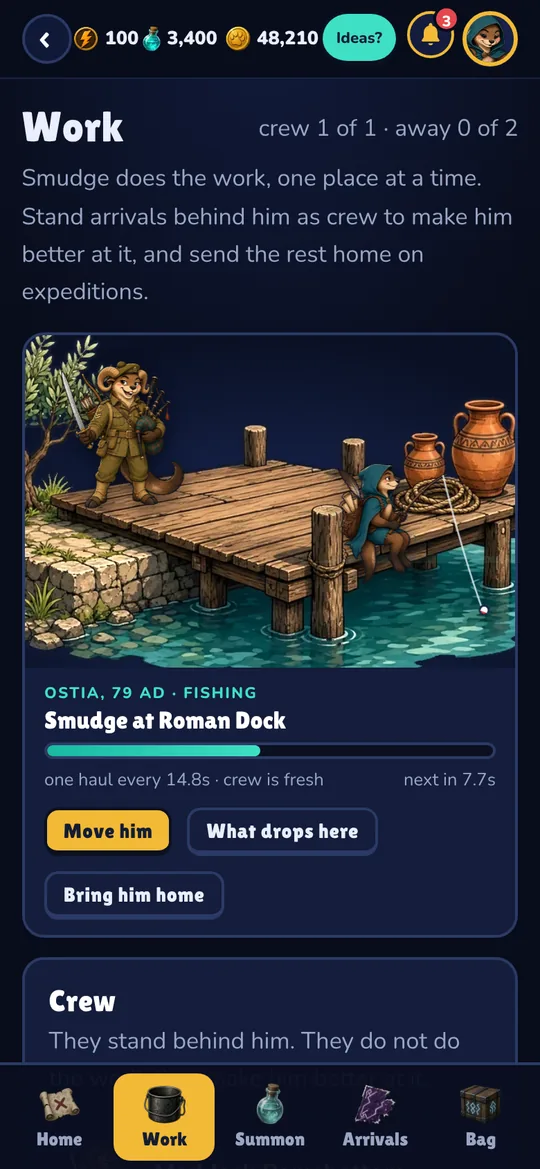 100 3,400 48,210 Ideas? 3
Work
crew 1 of 1 · away 0 of 2
Smudge does the work, one place at a time.
Stand arrivals behind him as crew to make him
better at it, and send the rest home on
expeditions.
OSTIA, 79 AD · FISHING
Smudge at Roman Dock
one haul every 14.8s · crew is fresh
next in 7.7s
Move him
What drops here
Bring him home
Crew
They stand behind him. They do not do
Home Work Summon Arrivals Bag